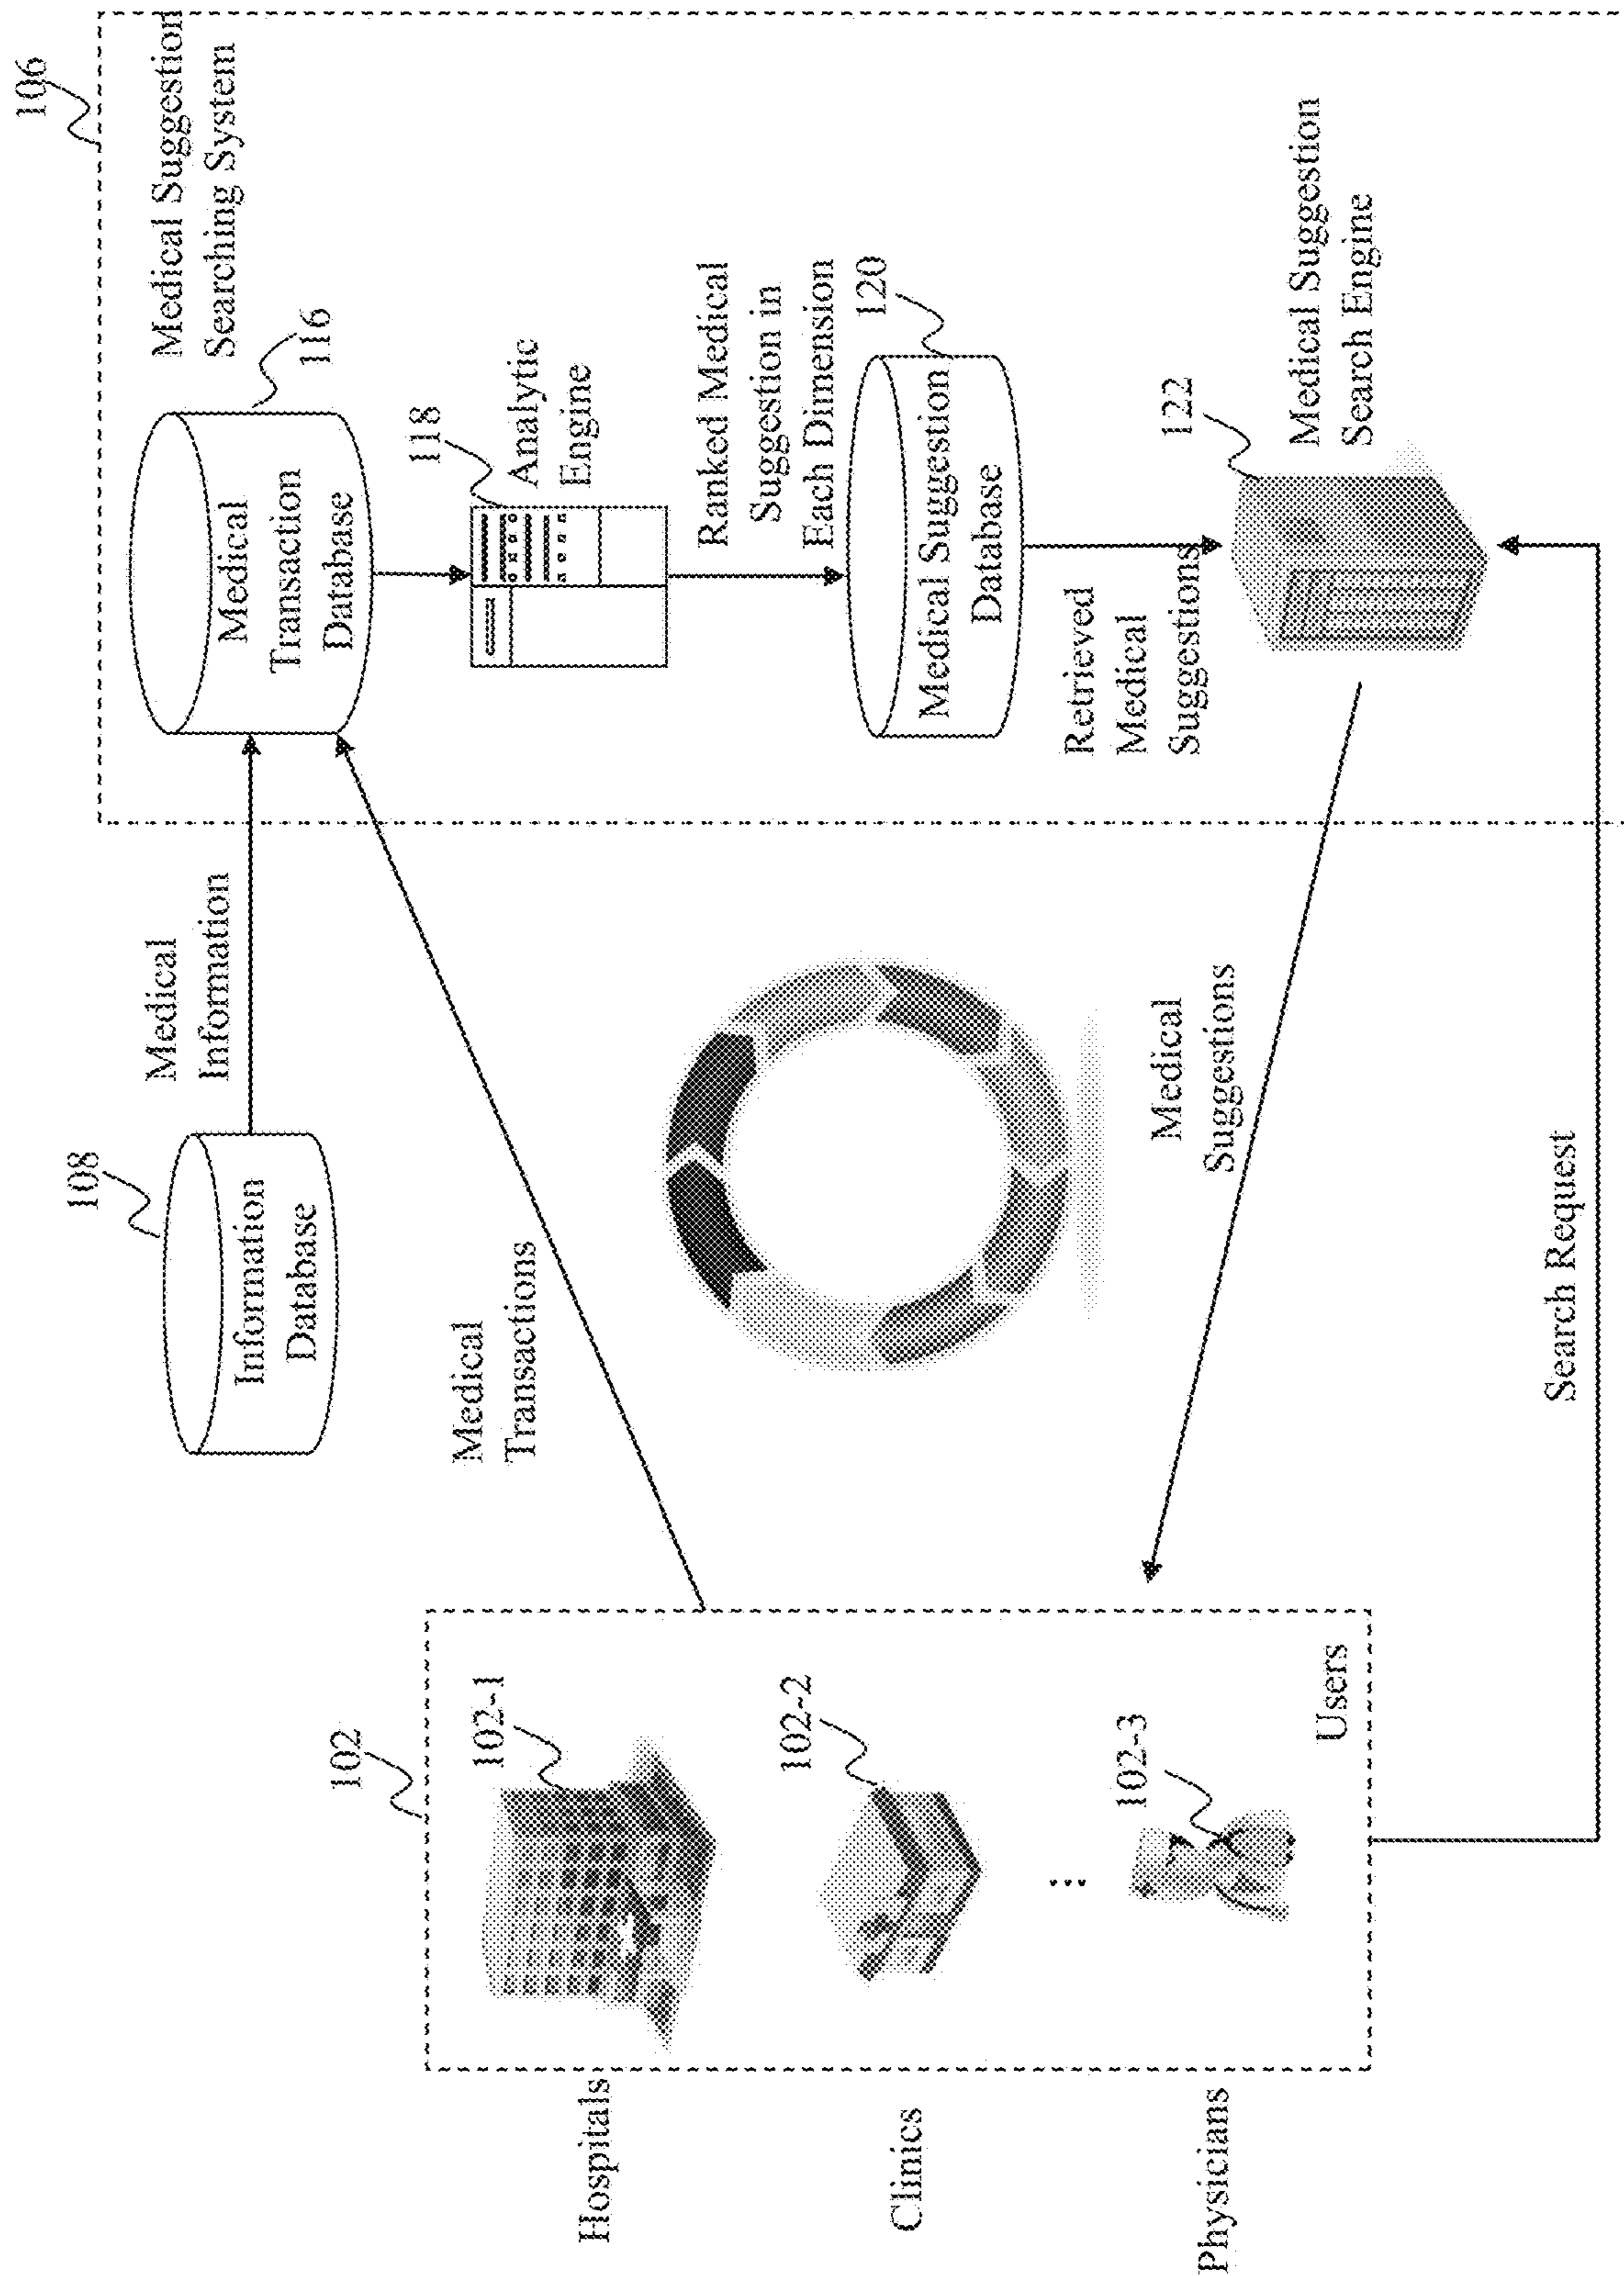 106
Medical Suggestion
Searching System
108
Information
Database
Medical
Information
Medical
Transaction
Database
116
118
Analytic
Engine
Ranked Medical
Suggestion in
Each Dimension
120
Medical Suggestion
Database
Retrieved
Medical
Suggestions
122
Medical Suggestion
Search Engine
Medical
Transactions
Medical
Suggestions
Search Request
102
102-1
Hospitals
102-2
Clinics
...
102-3
Physicians
Users